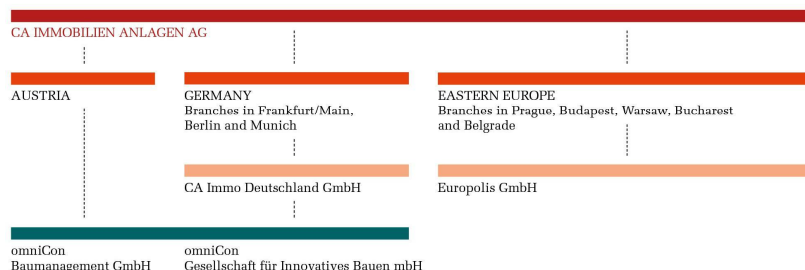 CA IMMOBILIEN ANLAGEN AG
AUSTRIA
GERMANY
Branches in Frankfurt/Main,
Berlin and Munich
EASTERN EUROPE
Branches in Prague, Budapest, Warsaw, Bucharest
and Belgrade
CA Immo Deutschland GmbH
Europolis GmbH
omniCon
Baumanagement GmbH
omniCon
Gesellschaft für Innovatives Bauen mbH